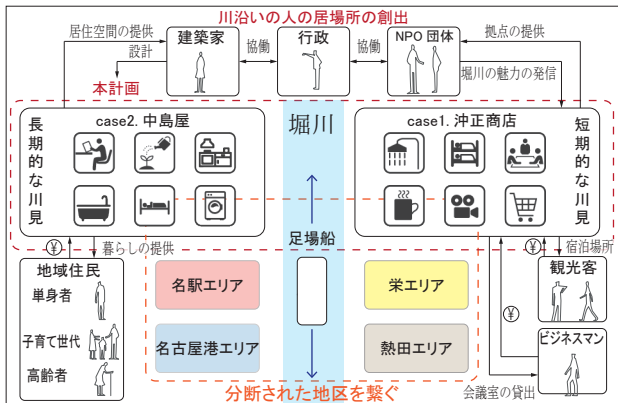 川沿いの人の居場所の創出
居住空間の提供
建築家
協働
行政
協働
NPO 団体
拠点の提供
設計
本計画
堀川の魅力の発信
長期的な川見
case2. 中島屋
堀川
case1. 沖正商店
短期的な川見
足場船
¥
暮らしの提供
¥
宿泊場所
地域住民
単身者
子育て世代
高齢者
名駅エリア
栄エリア
名古屋港エリア
熱田エリア
観光客
¥
ビジネスマン
会議室の貸出
分断された地区を繋ぐ